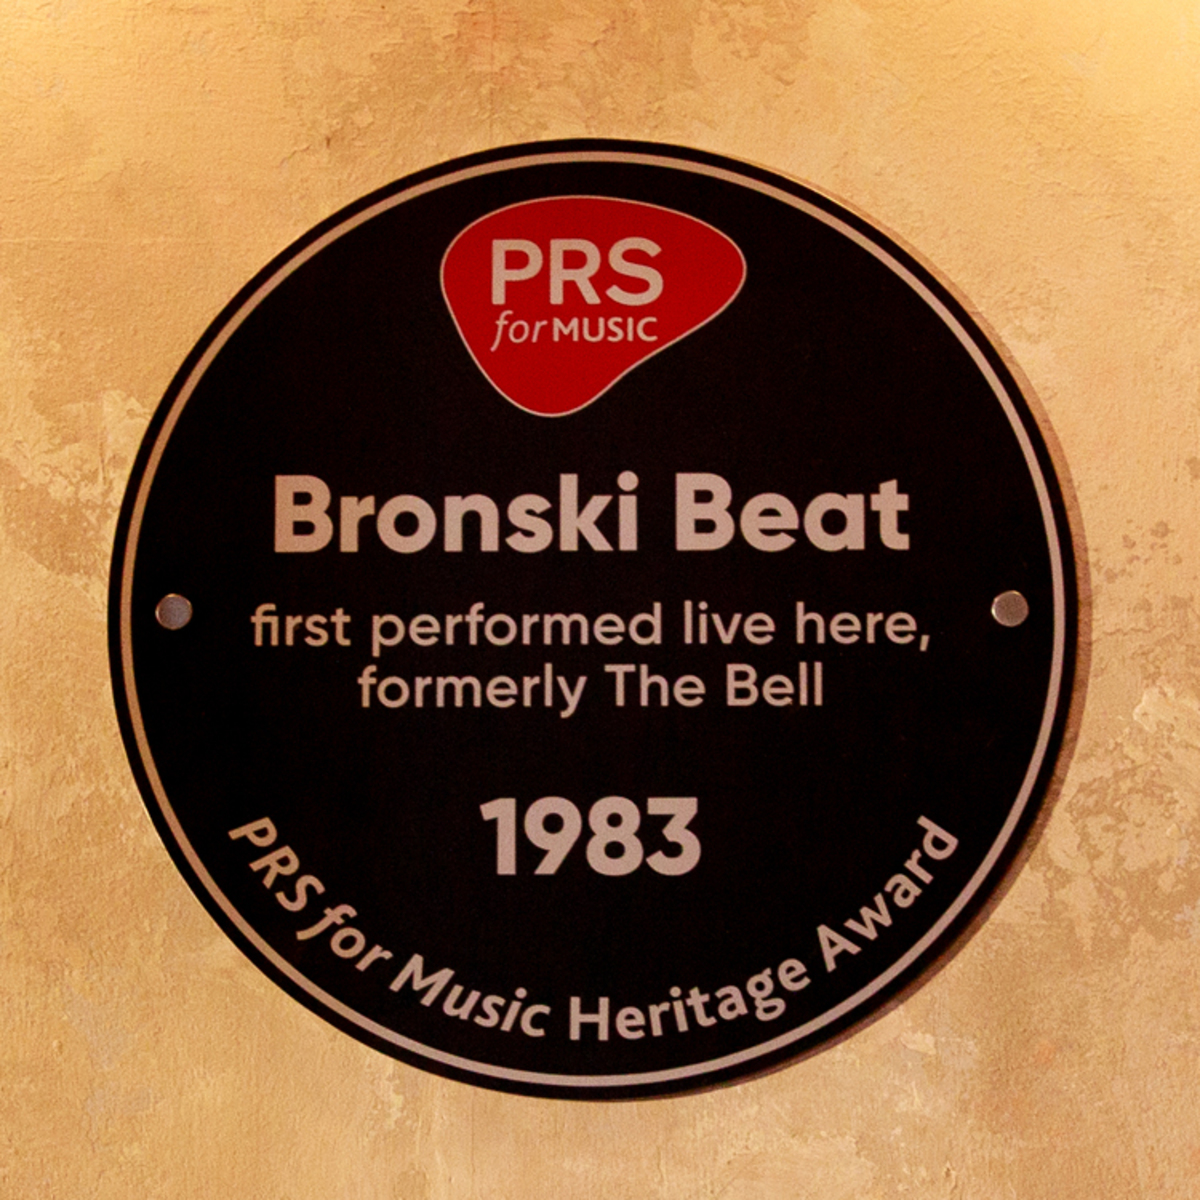 PRS
for MUSIC
Bronski Beat
first performed live here,
formerly The Bell
1983
PRS for Music Heritage Award